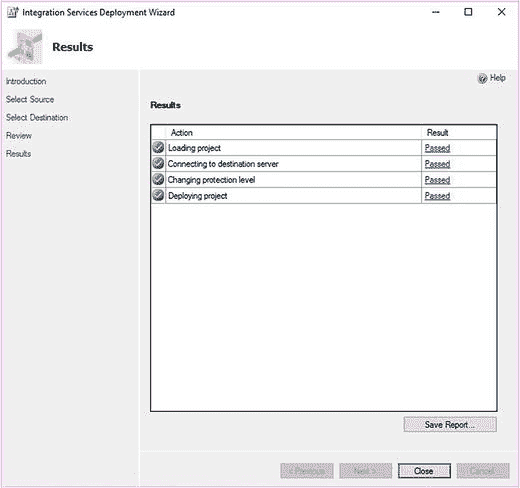 Integration Services Deployment Wizard
Results
Help
Introduction
Select Source
Select Destination
Review
Results
Results
Action Result
Loading project Passed
Connecting to destination server Passed
Changing protection level Passed
Deploying project Passed
Save Report...
< Previous Next > Close Cancel